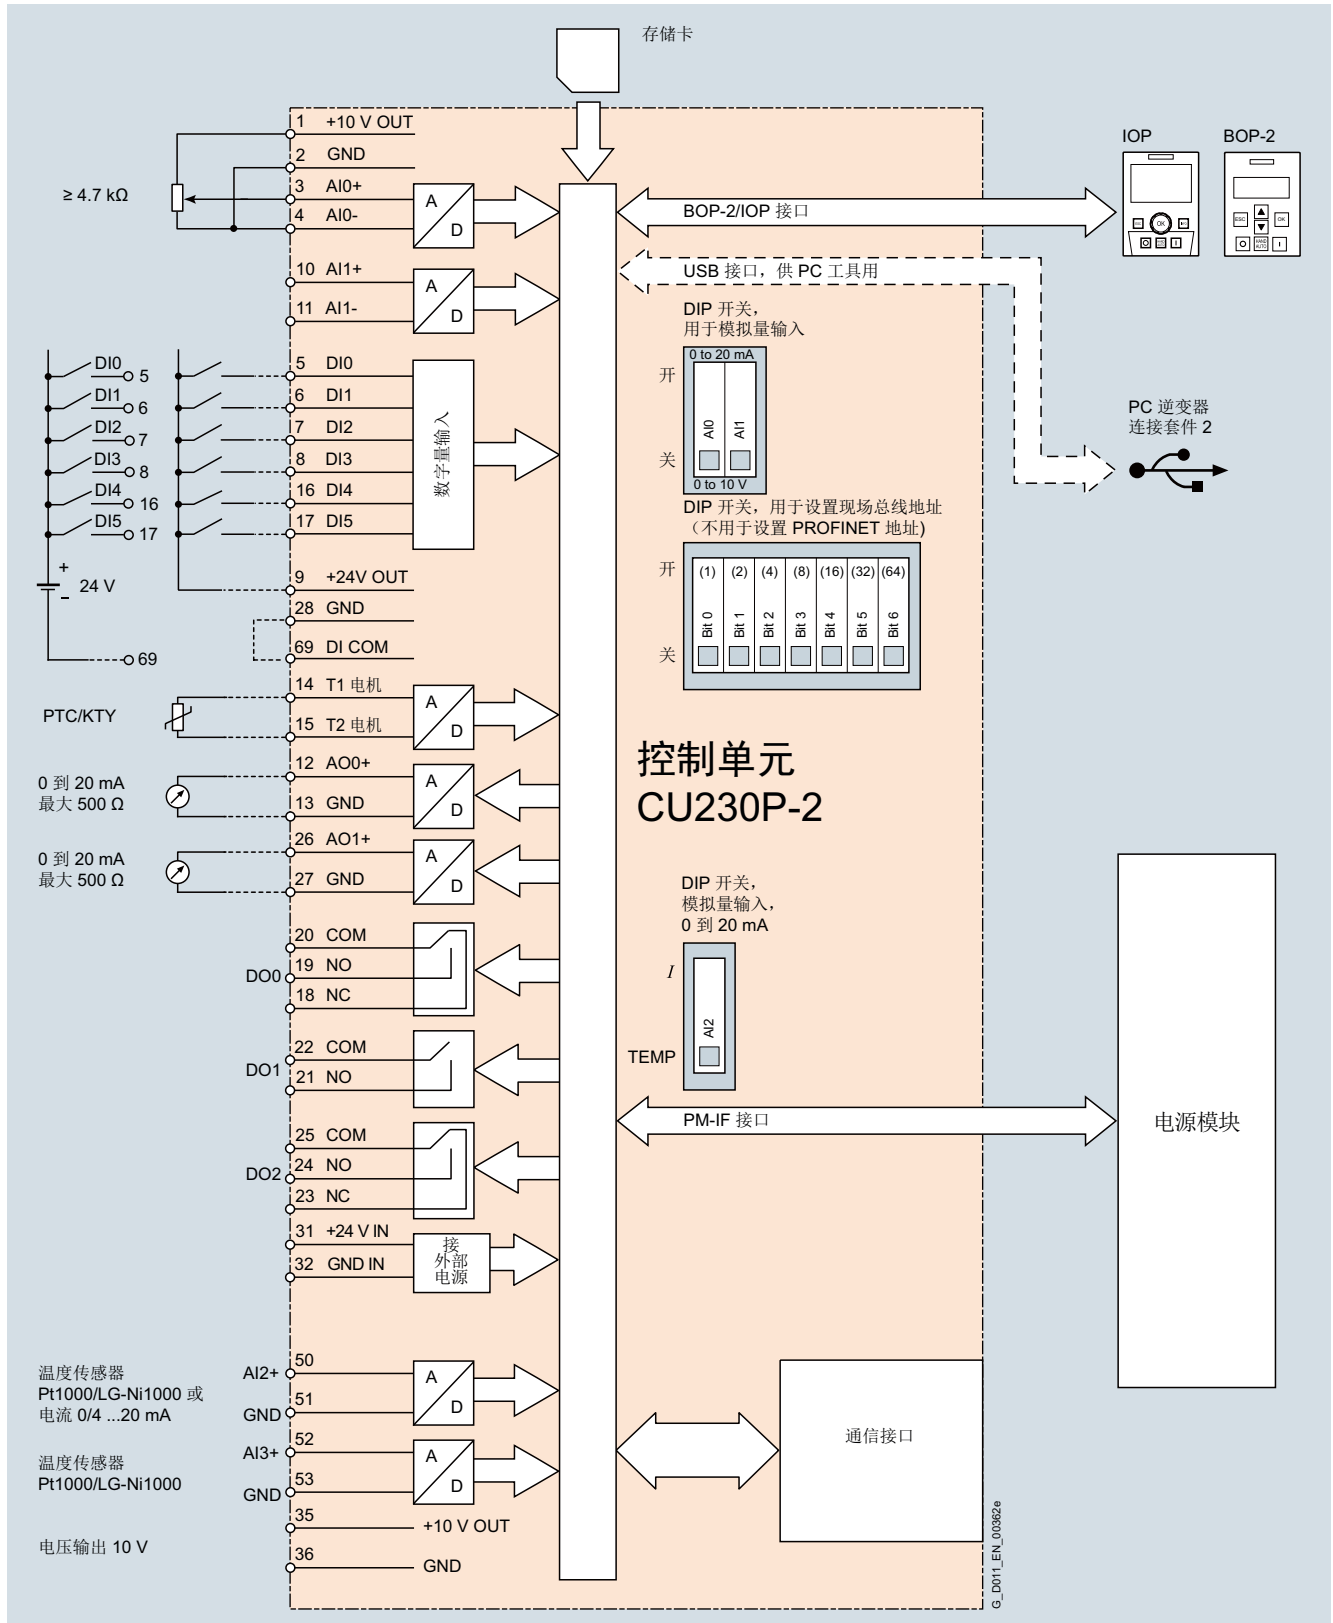 存储卡
1 +10 V OUT
2 GND
3 AI0+
4 AI0-
≥ 4.7 kΩ
A
D
10 AI1+
11 AI1-
A
D
IOP
BOP-2
ESC
OK
HAND
AUTO
BOP-2/IOP 接口
USB 接口，供 PC 工具用
DIP 开关，
用于模拟量输入
0 to 20 mA
开
AI0
AI1
关
0 to 10 V
PC 逆变器
连接套件 2
DI0 5
DI1 6
DI2 7
DI3 8
DI4 16
DI5 17
+
24 V
–
69
5 DI0
6 DI1
7 DI2
8 DI3
16 DI4
17 DI5
数字量输入
9 +24V OUT
28 GND
69 DI COM
DIP 开关，用于设置现场总线地址
（不用于设置 PROFINET 地址)
开
(1) (2) (4) (8) (16) (32) (64)
Bit 0 Bit 1 Bit 2 Bit 3 Bit 4 Bit 5 Bit 6
关
14 T1 电机
15 T2 电机
PTC/KTY
A
D
12 AO0+
13 GND
0 到 20 mA
最大 500 Ω
A
D
26 AO1+
27 GND
0 到 20 mA
最大 500 Ω
A
D
控制单元
CU230P-2
DIP 开关，
模拟量输入，
0 到 20 mA
I
AI2
TEMP
20 COM
19 NO
18 NC
DO0
22 COM
21 NO
DO1
25 COM
24 NO
23 NC
DO2
PM-IF 接口
电源模块
31 +24 V IN
32 GND IN
接
外部
电源
温度传感器
Pt1000/LG-Ni1000 或
电流 0/4 ...20 mA
AI2+ 50
GND 51
A
D
温度传感器
Pt1000/LG-Ni1000
AI3+ 52
GND 53
A
D
通信接口
电压输出 10 V
35 +10 V OUT
36 GND
G_D011_EN_00362e